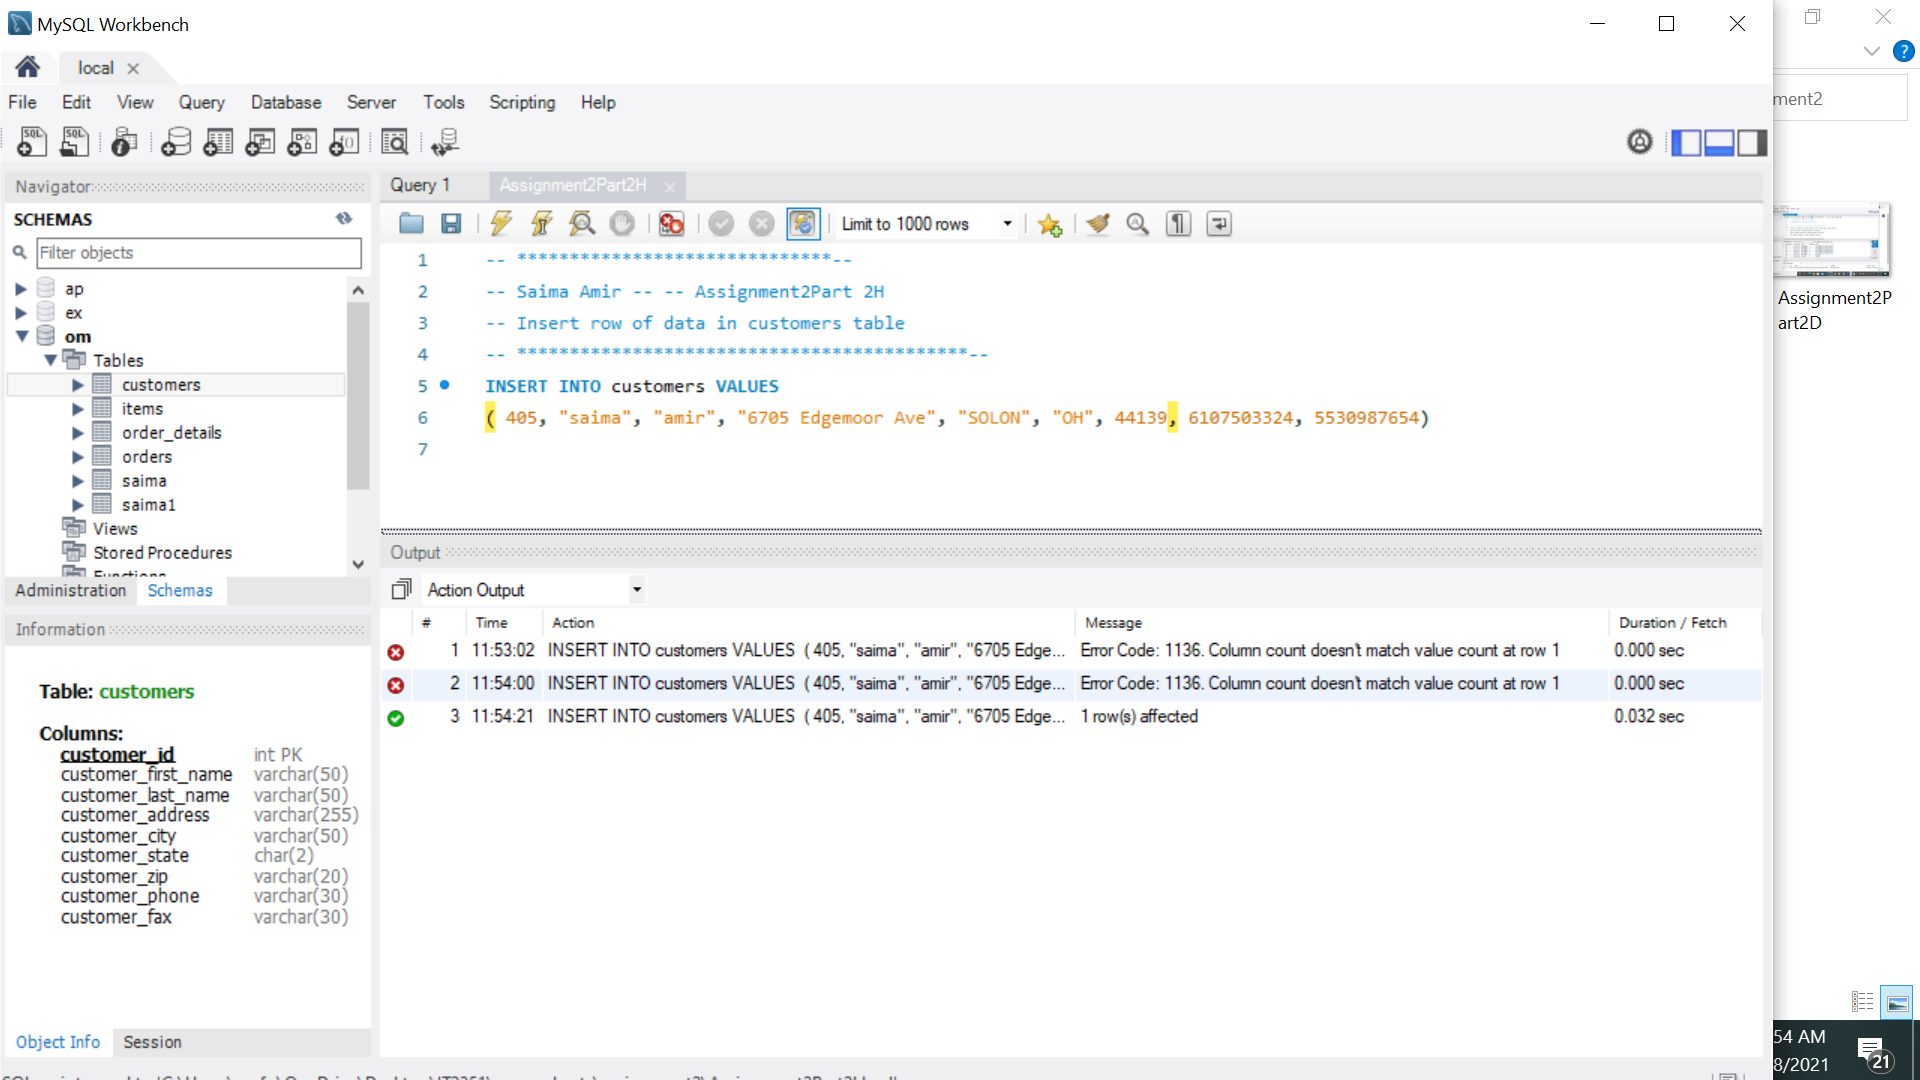 MySQL Workbench
local
File Edit View Query Database Server Tools Scripting Help
Navigator
SCHEMAS
Filter objects
ap
ex
om
Tables
customers
items
order_details
orders
saima
saima1
Views
Stored Procedures
Functions
Administration Schemas
Information
Table: customers
Columns:
customer_id int PK
customer_first_name varchar(50)
customer_last_name varchar(50)
customer_address varchar(255)
customer_city varchar(50)
customer_state char(2)
customer_zip varchar(20)
customer_phone varchar(30)
customer_fax varchar(30)
Object Info Session
Query 1 Assignment2Part2H
Limit to 1000 rows
1 -- ******************************--
2 -- Saima Amir -- -- Assignment2Part 2H
3 -- Insert row of data in customers table
4 -- *******************************************--
5 INSERT INTO customers VALUES
6 ( 405, "saima", "amir", "6705 Edgemoor Ave", "SOLON", "OH", 44139, 6107503324, 5530987654)
7
Output
Action Output
# Time Action Message Duration / Fetch
1 11:53:02 INSERT INTO customers VALUES ( 405, "saima", "amir", "6705 Edge... Error Code: 1136. Column count doesn't match value count at row 1 0.000 sec
2 11:54:00 INSERT INTO customers VALUES ( 405, "saima", "amir", "6705 Edge... Error Code: 1136. Column count doesn't match value count at row 1 0.000 sec
3 11:54:21 INSERT INTO customers VALUES ( 405, "saima", "amir", "6705 Edge... 1 row(s) affected 0.032 sec
ment2
Assignment2P
art2D
54 AM
8/2021
21